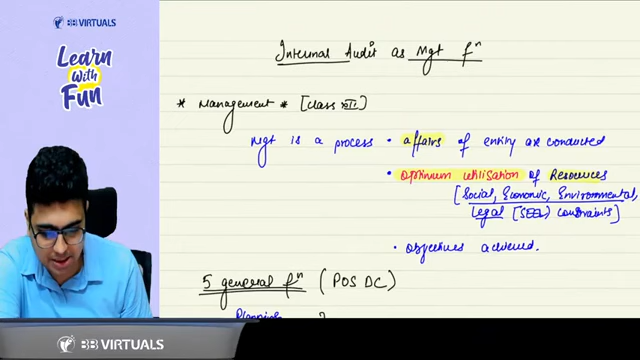 BB VIRTUALS
Learn
With
Fun
Internal Audit as Mgt fⁿ
* Management * [Class XII]
Mgt is a process • affairs of entity are conducted
• optimum utilisation of Resources
[Social, Economic, Environmental,
Legal [SEEL] constraints]
• objectives achieved.
5 general fⁿ (POSDC)
Planning
BB VIRTUALS